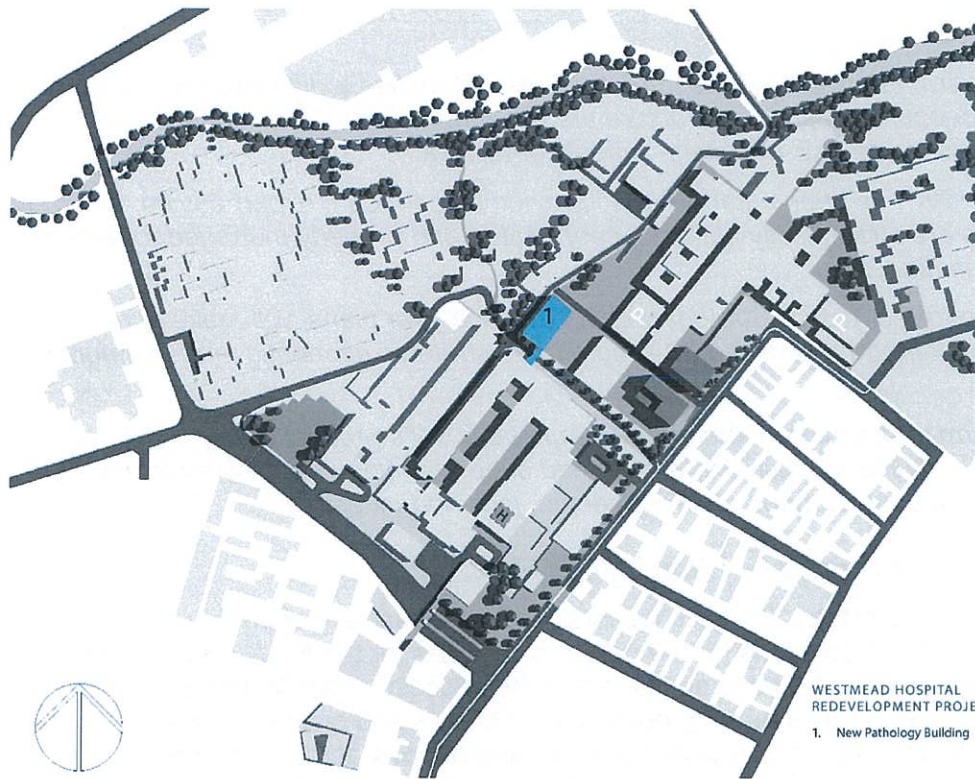 1
P
P
H
WESTMEAD HOSPITAL
REDEVELOPMENT PROJE
1. New Pathology Building